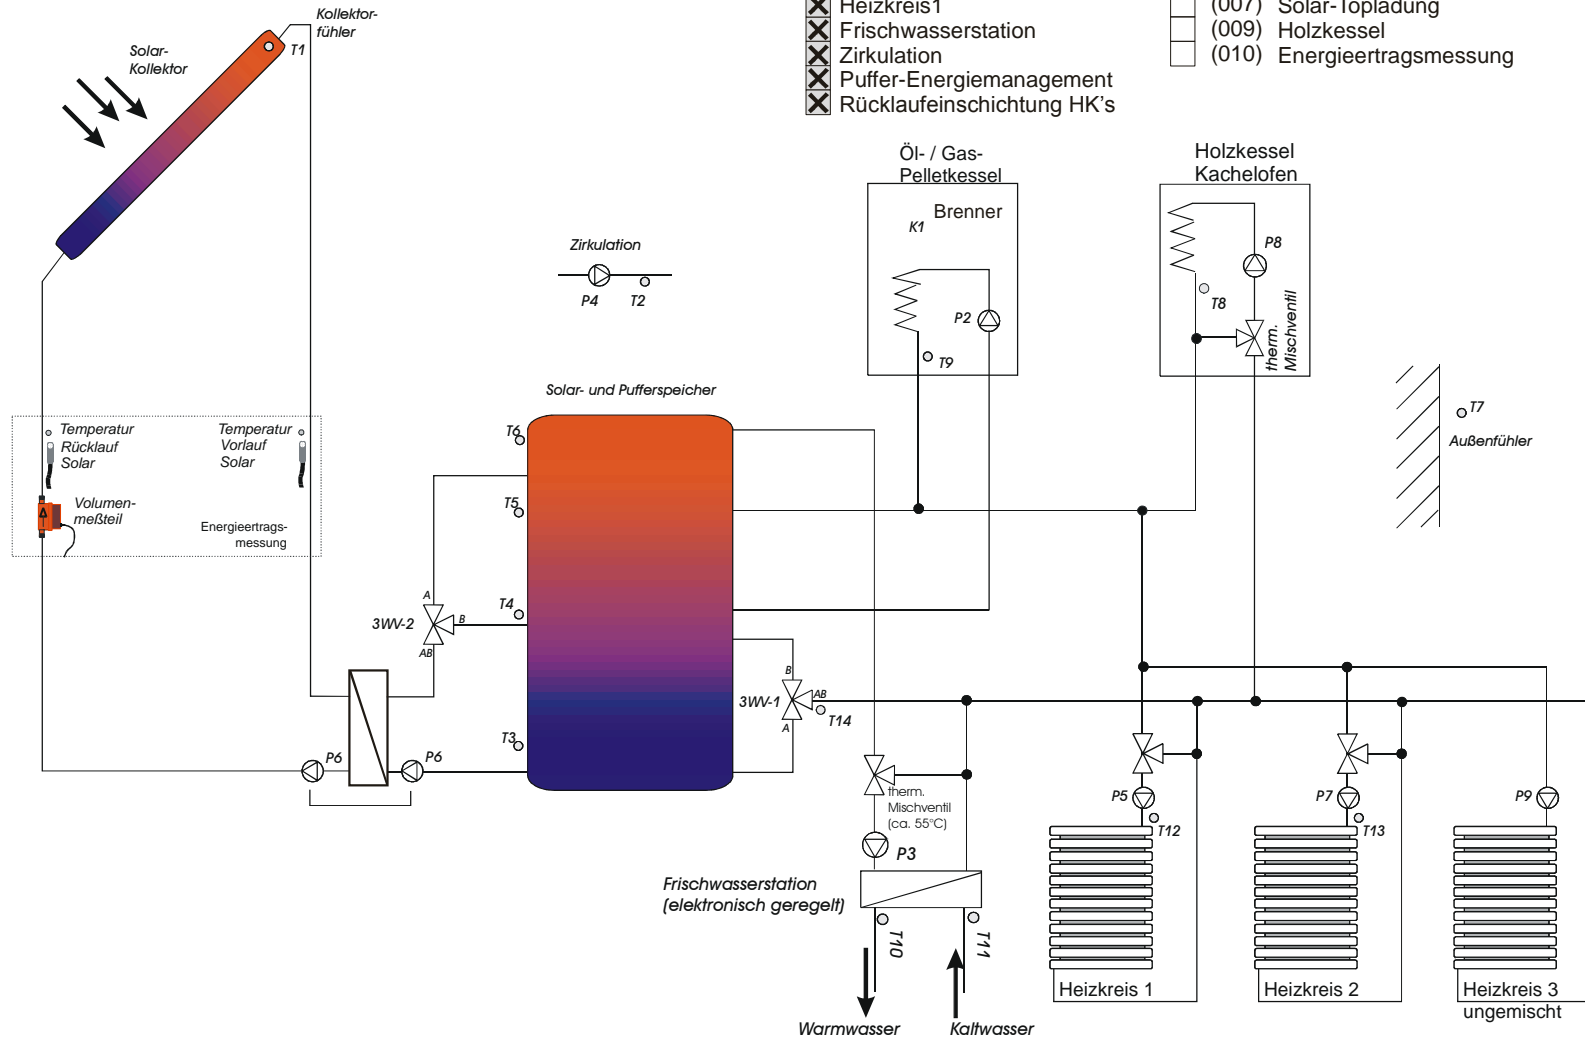 Heizkreis1
Frischwasserstation
Zirkulation
Puffer-Energiemanagement
Rücklaufeinschichtung HK's
(007) Solar-Topladung
(009) Holzkessel
(010) Energieertragsmessung
Kollektor-
fühler
T1
Solar-
Kollektor
Öl- / Gas-
Pelletkessel
Brenner
K1
P2
T9
Holzkessel
Kachelofen
P8
T8
therm.
Mischventil
Zirkulation
P4
T2
Solar- und Pufferspeicher
T6
T5
T4
T3
T7
Außenfühler
Temperatur
Rücklauf
Solar
Temperatur
Vorlauf
Solar
Volumen-
meßteil
Energieertrags-
messung
A
3WV-2
B
AB
B
3WV-1
AB
A
T14
P6
P6
therm.
Mischventil
(ca. 55°C)
P3
Frischwasserstation
(elektronisch geregelt)
T10
T11
Warmwasser
Kaltwasser
P5
T12
P7
T13
P9
Heizkreis 1
Heizkreis 2
Heizkreis 3
ungemischt